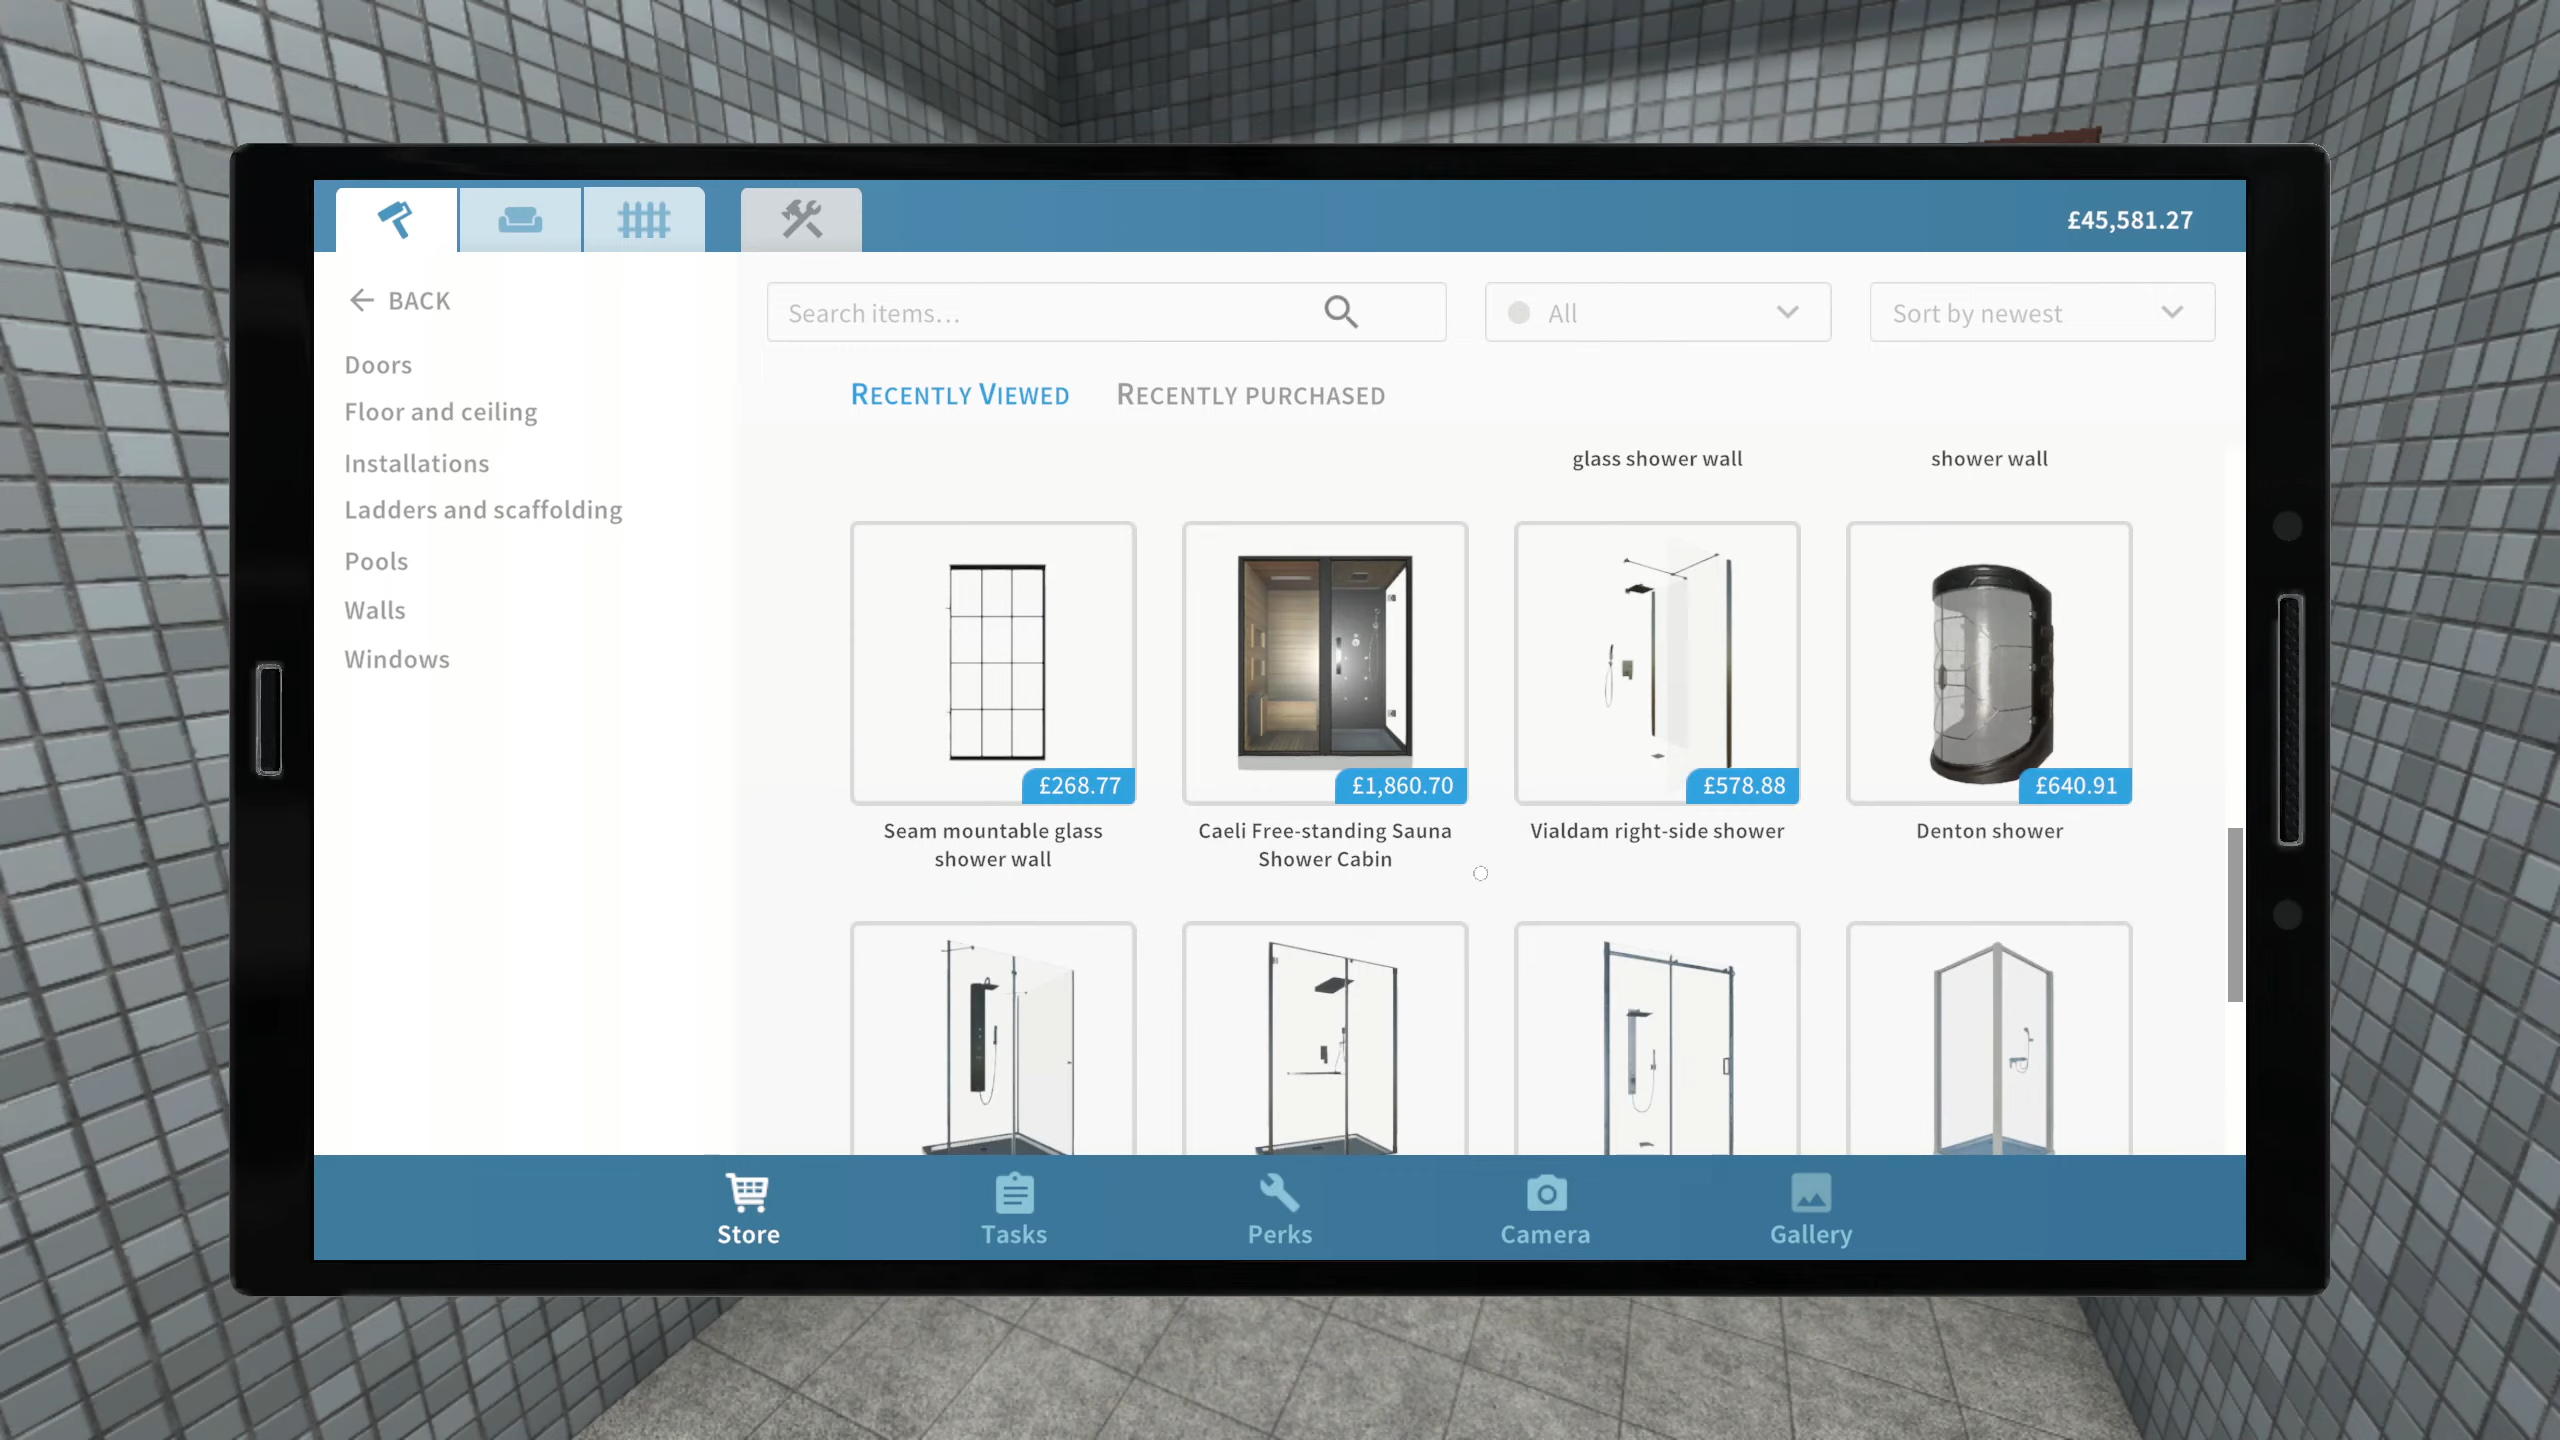 £45,581.27
BACK
Search items...
All
Sort by newest
Doors
Floor and ceiling
Installations
Ladders and scaffolding
Pools
Walls
Windows
RECENTLY VIEWED
RECENTLY PURCHASED
glass shower wall
shower wall
£268.77
£1,860.70
£578.88
£640.91
Seam mountable glass
shower wall
Caeli Free-standing Sauna
Shower Cabin
Vialdam right-side shower
Denton shower
Store
Tasks
Perks
Camera
Gallery